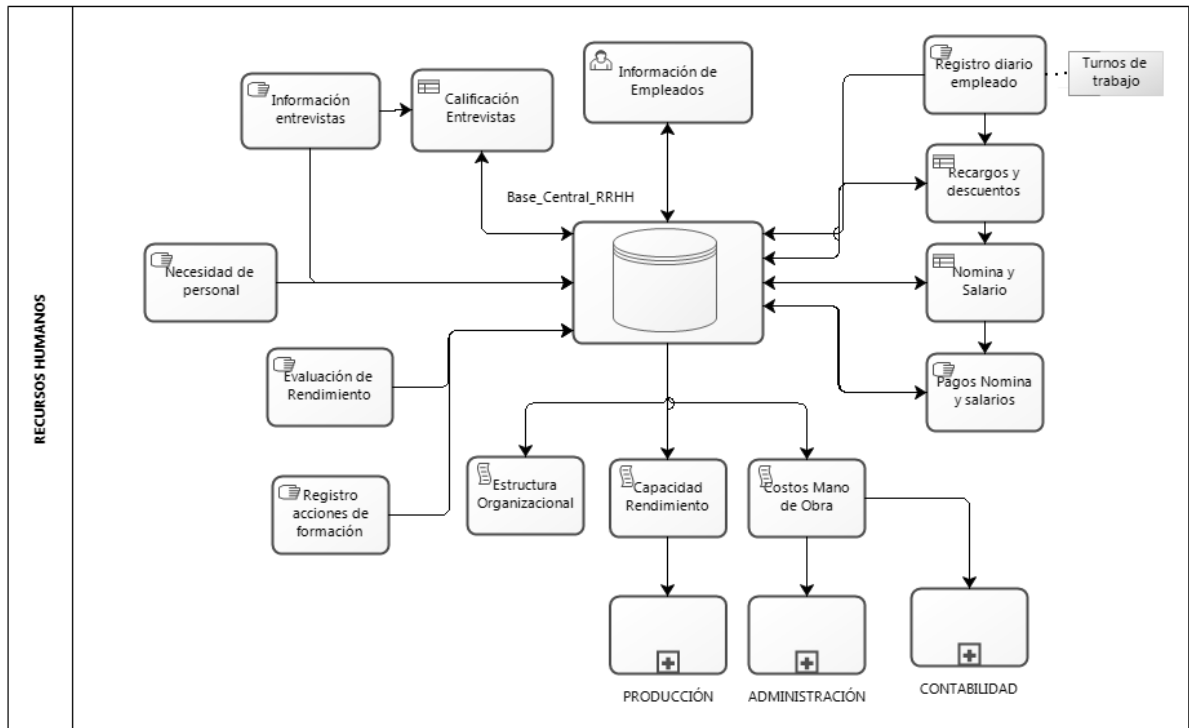 RECURSOS HUMANOS
Información
entrevistas
Calificación
Entrevistas
Información de
Empleados
Registro diario
empleado
Turnos de
trabajo
Recargos y
descuentos
Base_Central_RRHH
Necesidad de
personal
Nomina y
Salario
Evaluación de
Rendimiento
Pagos Nomina
y salarios
Registro
acciones de
formación
Estructura
Organizacional
Capacidad
Rendimiento
Costos Mano
de Obra
PRODUCCIÓN
ADMINISTRACIÓN
CONTABILIDAD